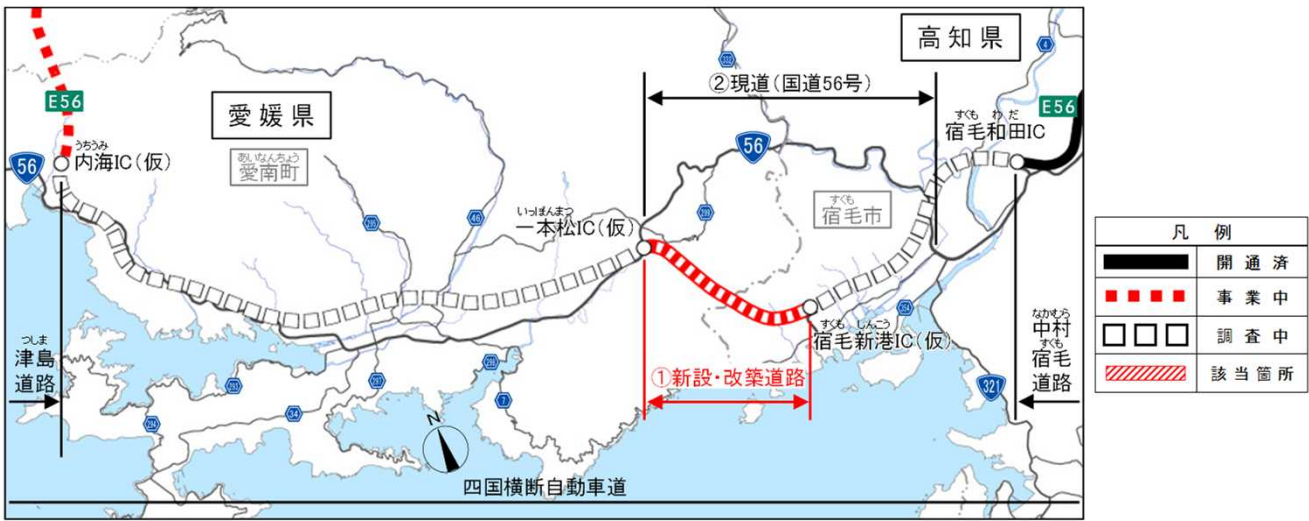 高知県
4
332
②現道(国道56号)
E56
E56
すくも わだ
宿毛和田IC
愛媛県
うちうみ
内海IC(仮)
56
56
あいなんちょう
愛南町
すくも
宿毛市
いっぽんまつ
一本松IC(仮)
46
凡 例
開通済
事業中
調査中
該当箇所
すくも しんこう
宿毛新港IC(仮)
つしま
津島
道路
なかむら
中村
すくも
宿毛
道路
①新設・改築道路
321
7
34
N
四国横断自動車道